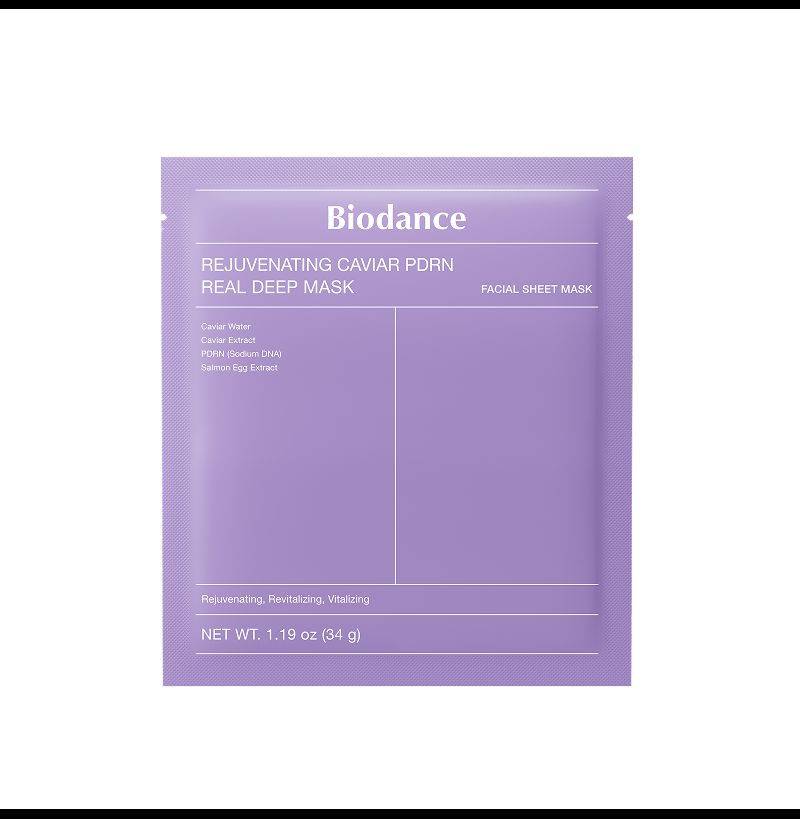 Biodance
REJUVENATING CAVIAR PDRN
REAL DEEP MASK
FACIAL SHEET MASK
Caviar Water
Caviar Extract
PDRN (Sodium DNA)
Salmon Egg Extract
Rejuvenating, Revitalizing, Vitalizing
NET WT. 1.19 oz (34 g)